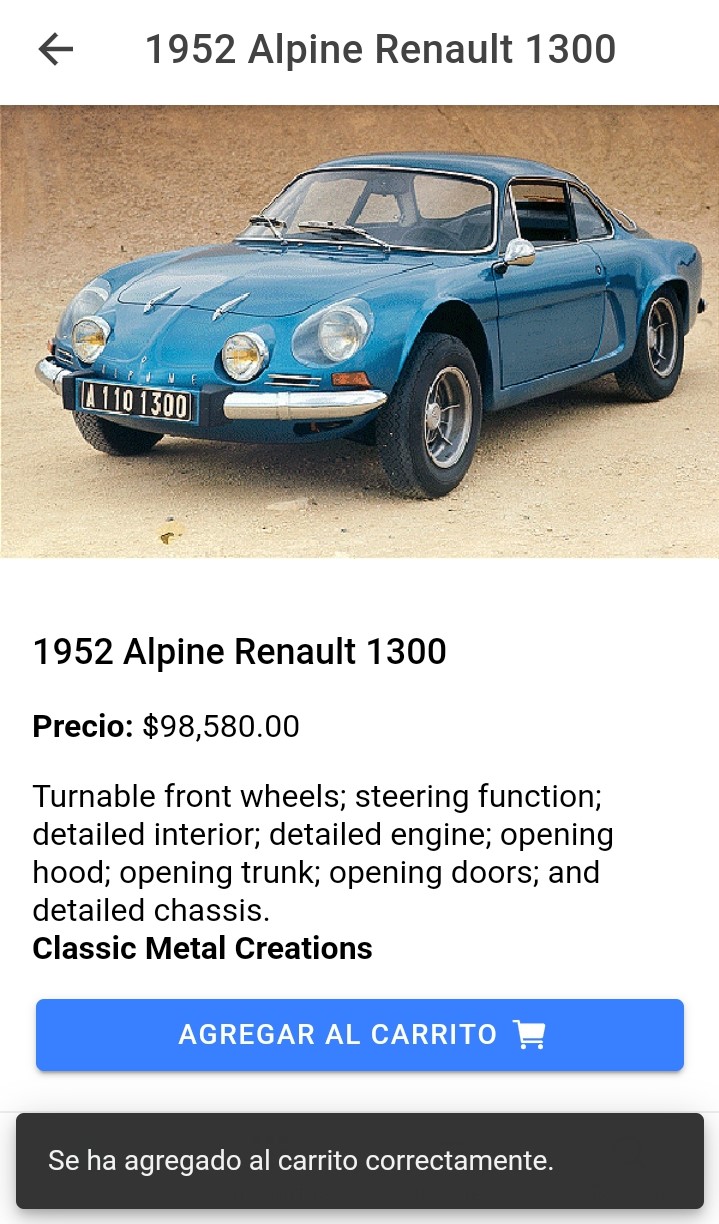 1952 Alpine Renault 1300
A 110 1300
1952 Alpine Renault 1300
Precio: $98,580.00
Turnable front wheels; steering function;
detailed interior; detailed engine; opening
hood; opening trunk; opening doors; and
detailed chassis.
Classic Metal Creations
AGREGAR AL CARRITO
Se ha agregado al carrito correctamente.